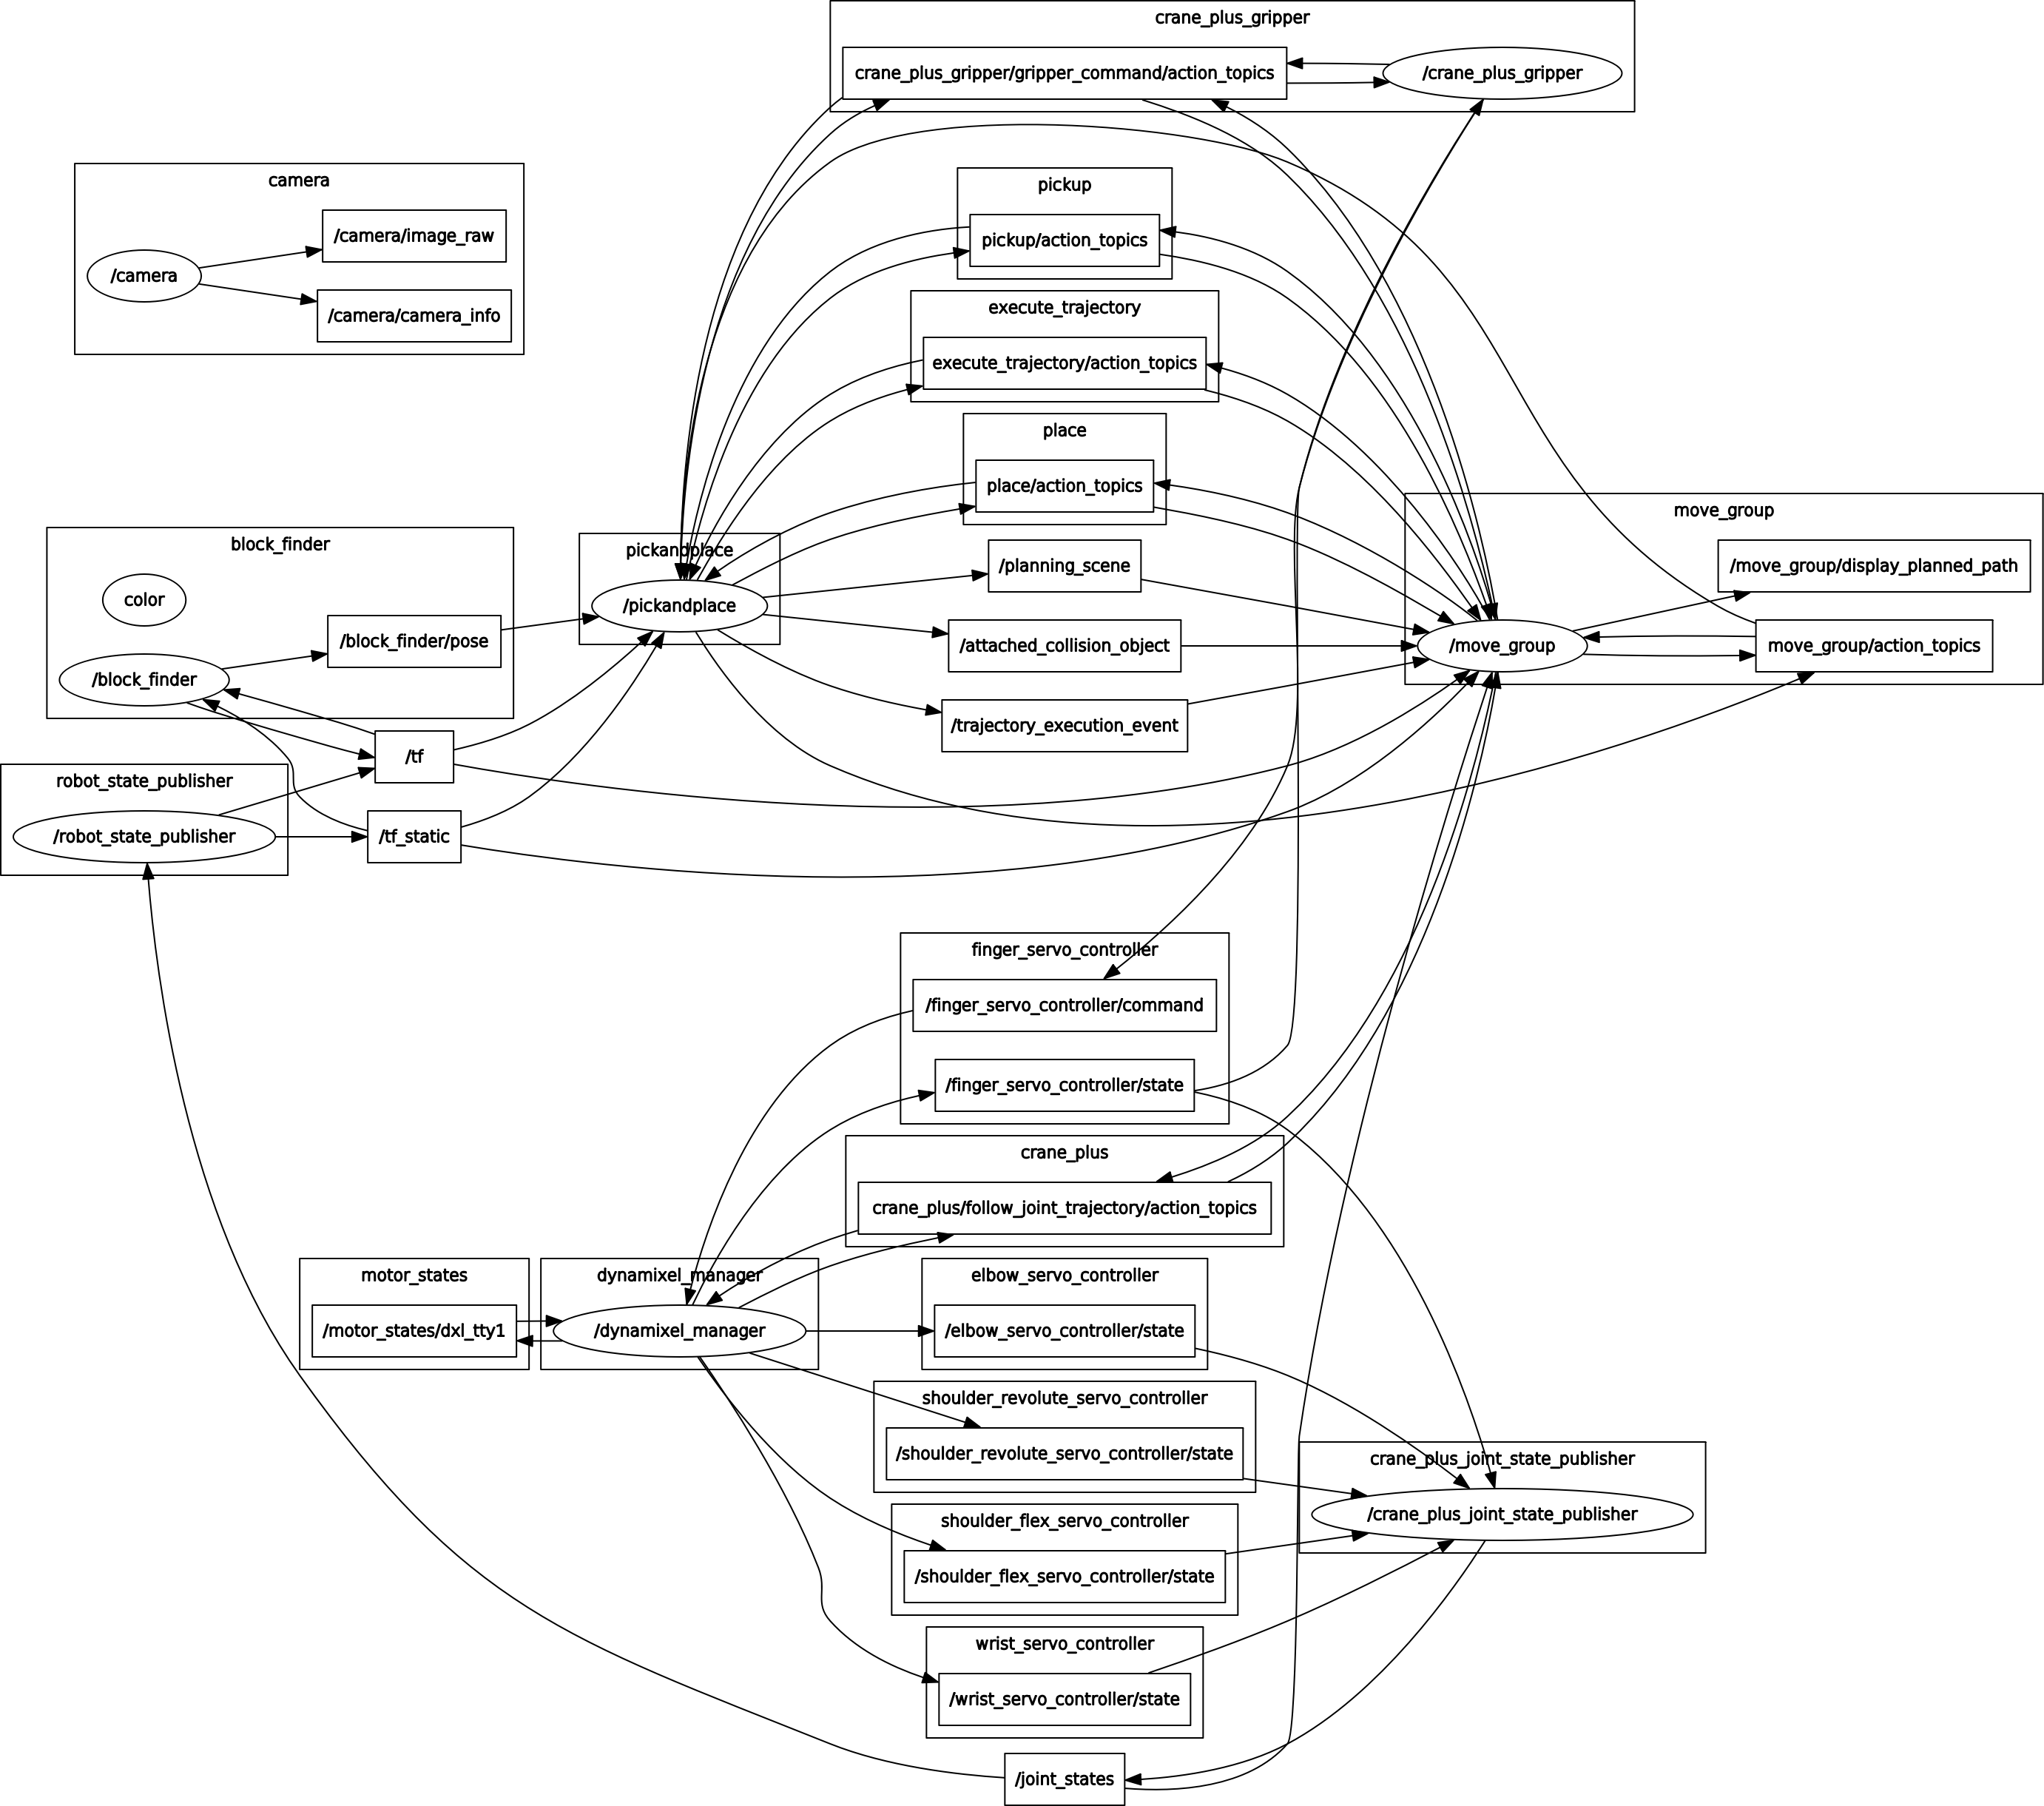 crane_plus_gripper
crane_plus_gripper/gripper_command/action_topics
/crane_plus_gripper
camera
/camera/image_raw
/camera
/camera/camera_info
pickup
pickup/action_topics
execute_trajectory
execute_trajectory/action_topics
place
place/action_topics
move_group
/move_group/display_planned_path
/move_group
move_group/action_topics
block_finder
color
/block_finder/pose
/block_finder
pickandplace
/pickandplace
/planning_scene
/attached_collision_object
/trajectory_execution_event
/tf
robot_state_publisher
/robot_state_publisher
/tf_static
finger_servo_controller
/finger_servo_controller/command
/finger_servo_controller/state
crane_plus
crane_plus/follow_joint_trajectory/action_topics
motor_states
/motor_states/dxl_tty1
dynamixel_manager
/dynamixel_manager
elbow_servo_controller
/elbow_servo_controller/state
shoulder_revolute_servo_controller
/shoulder_revolute_servo_controller/state
crane_plus_joint_state_publisher
/crane_plus_joint_state_publisher
shoulder_flex_servo_controller
/shoulder_flex_servo_controller/state
wrist_servo_controller
/wrist_servo_controller/state
/joint_states